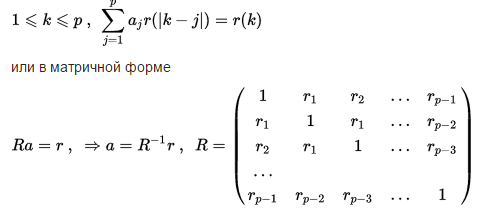 1 ⩽ k ⩽ p , ∑_{j=1}^{p} a_j r(|k − j|) = r(k)
или в матричной форме
Ra = r , ⇒ a = R^{−1}r , R = 
( 1 r_1 r_2 … r_{p−1}
r_1 1 r_1 … r_{p−2}
r_2 r_1 1 … r_{p−3}
…
r_{p−1} r_{p−2} r_{p−3} … 1 )